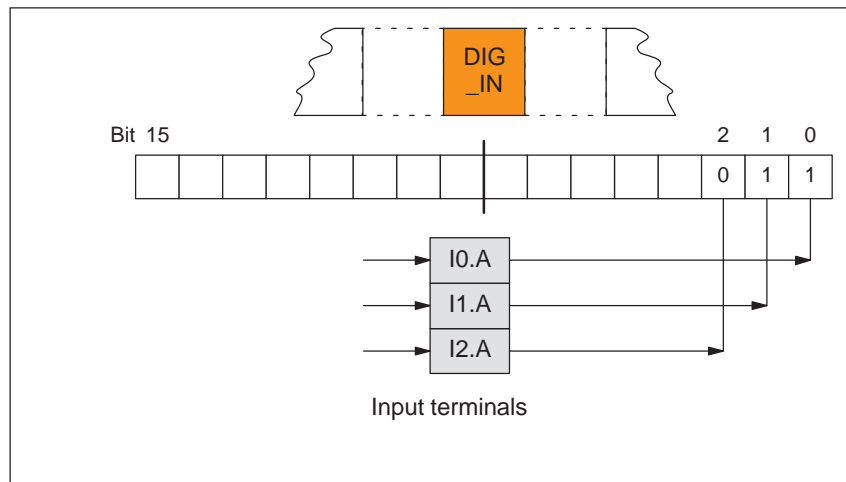 DIG
_IN
Bit 15 2 1 0
0 1 1
I0.A
I1.A
I2.A
Input terminals